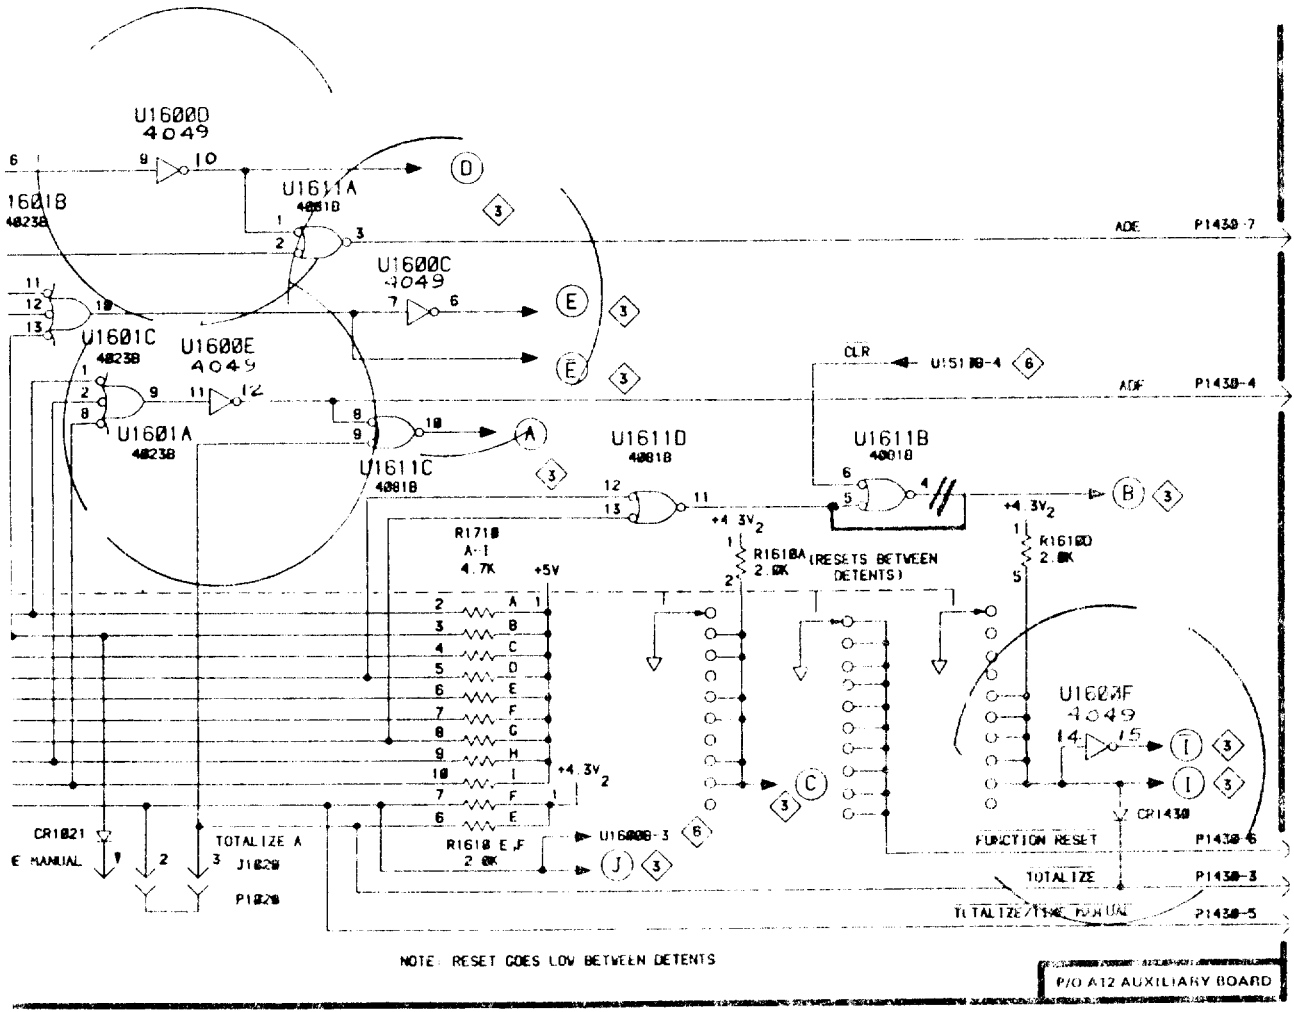 U1600D
4049
6
9
10
D
3
1601B
4023B
U1611A
4081B
1
2
3
ADE P1430-7
U1600C
4049
7
6
E
3
11
12
13
10
U1601C
4023B
U1600E
4049
E
3
CLR
U1510B-4
6
1
2
8
9
11
12
ADF P1430-4
U1601A
4023B
8
9
10
A
3
U1611C
4081B
U1611D
4081B
12
13
11
U1611B
4081B
6
5
4
B
3
+4.3V2
+4.3V2
R1710
A-I
4.7K
1
R1610A
2.0K
2
(RESETS BETWEEN
DETENTS)
1
R1610D
2.0K
5
+5V
2 A 1
3 B
4 C
5 D
6 E
7 F
8 G
9 H
10 I
7 F 1
6 E
+4.3V2
R1610 E,F
2.0K
U1600B-3
6
J
3
C
3
U1600F
4049
14
15
I
3
I
3
CR1430
CR1021
E MANUAL
2
3
TOTALIZE A
J1020
P1020
FUNCTION RESET P1430-6
TOTALIZE P1430-3
TOTALIZE/TIME MANUAL P1430-5
NOTE: RESET GOES LOW BETWEEN DETENTS
P/O A12 AUXILIARY BOARD